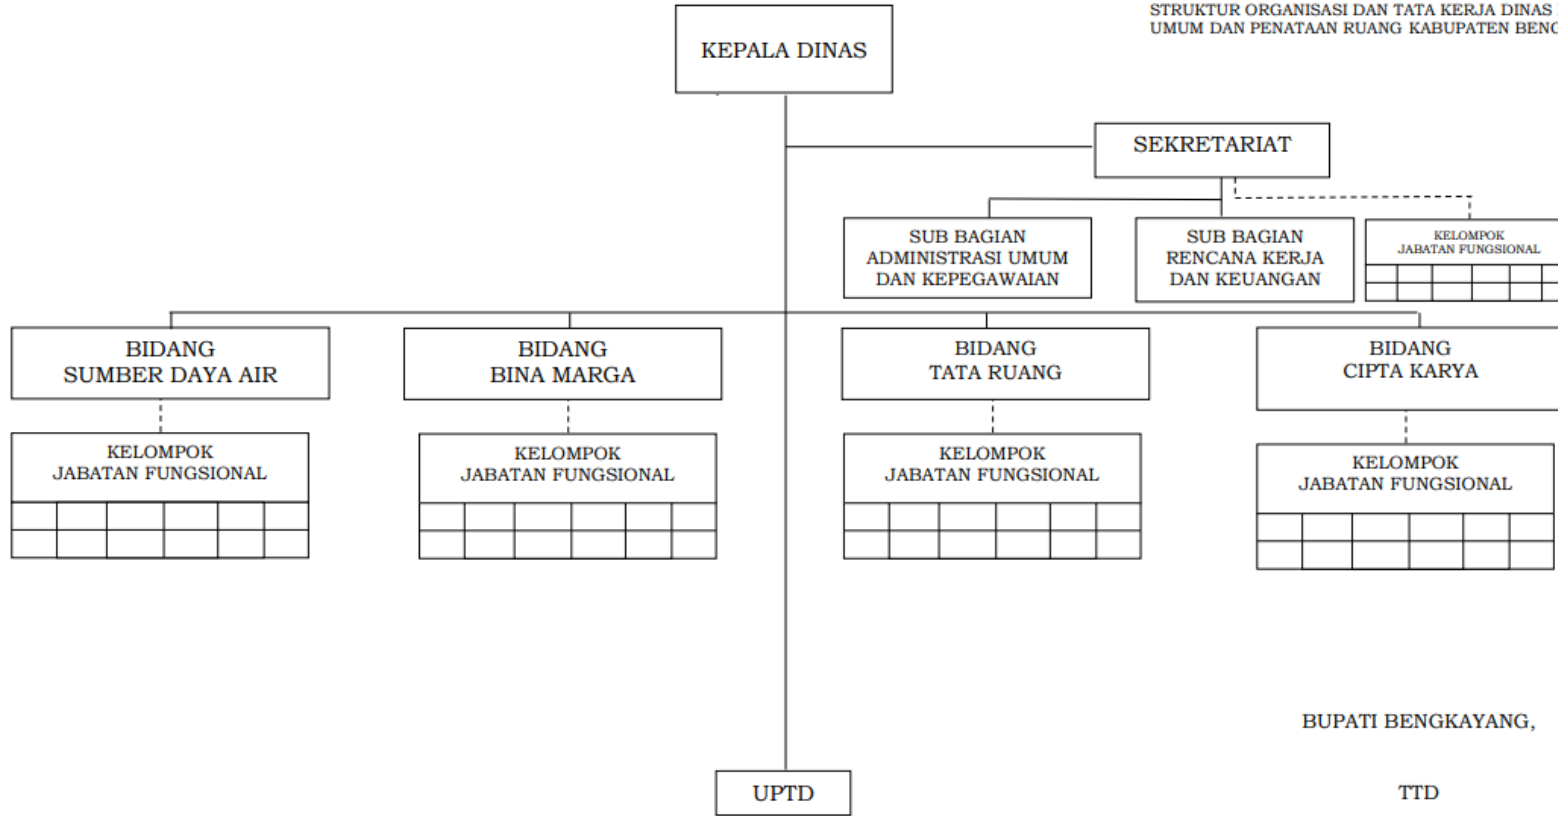 STRUKTUR ORGANISASI DAN TATA KERJA DINAS
UMUM DAN PENATAAN RUANG KABUPATEN
KEPALA DINAS
SEKRETARIAT
SUB BAGIAN
ADMINISTRASI UMUM
DAN KEPEGAWAIAN
SUB BAGIAN
RENCANA KERJA
DAN KEUANGAN
KELOMPOK
JABATAN FUNGSIONAL
BIDANG
SUMBER DAYA AIR
BIDANG
BINA MARGA
BIDANG
TATA RUANG
BIDANG
CIPTA KARYA
KELOMPOK
JABATAN FUNGSIONAL
KELOMPOK
JABATAN FUNGSIONAL
KELOMPOK
JABATAN FUNGSIONAL
KELOMPOK
JABATAN FUNGSIONAL
BUPATI BENGKAYANG,
UPTD
TTD